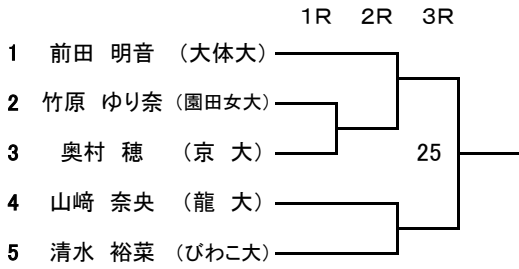 1R 2R 3R
1 前田 明音 (大体大)
2 竹原 ゆり奈 (園田女大)
3 奥村 穂 (京 大)
25
4 山﨑 奈央 (龍 大)
5 清水 裕菜 (びわこ大)